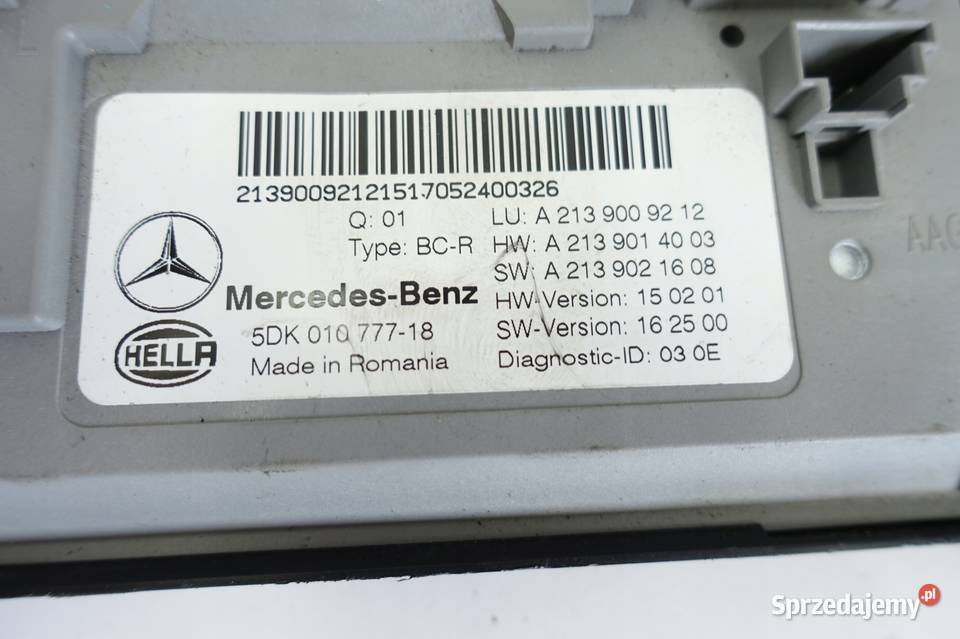 21390092121517052400326
Q: 01
LU: A 213 900 92 12
Type: BC-R
HW: A 213 901 40 03
SW: A 213 902 16 08
Mercedes-Benz
HW-Version: 15 02 01
5DK 010 777-18
SW-Version: 16 25 00
HELLA
Made in Romania
Diagnostic-ID: 03 0E
Sprzedajemy.pl